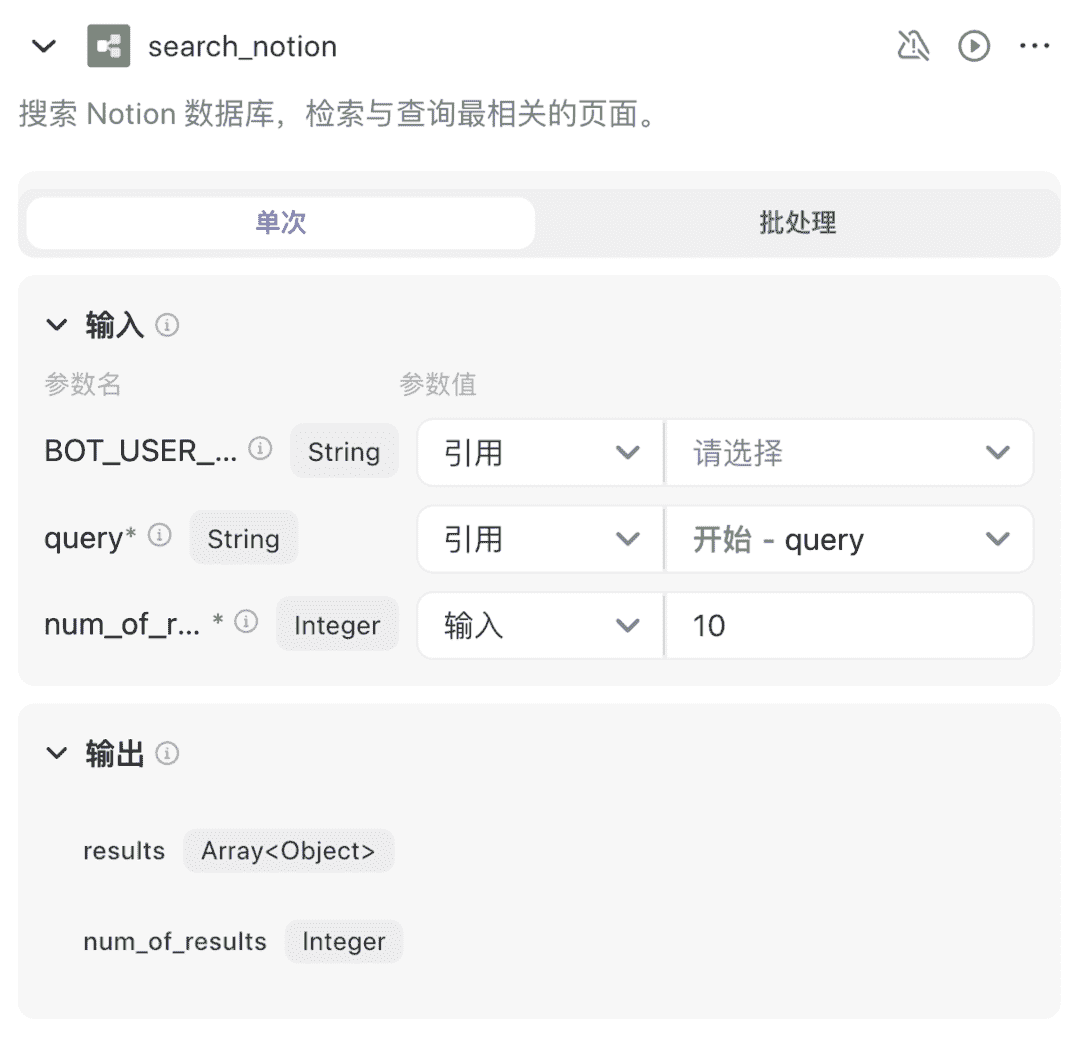 search_notion
搜索 Notion 数据库，检索与查询最相关的页面。
单次 批处理
输入
参数名 参数值
BOT_USER_... String 引用 请选择
query* String 引用 开始 - query
num_of_r... * Integer 输入 10
输出
results Array<Object>
num_of_results Integer